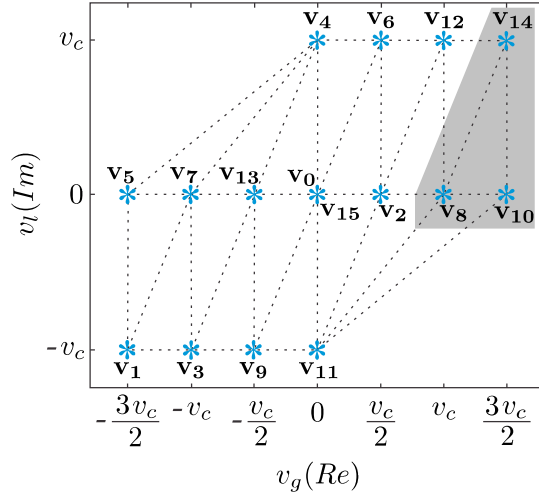 v₄ v₆ v₁₂ v₁₄
v_c
v₅ v₇ v₁₃ v₀
0
v₁₅ v₂ v₈ v₁₀
-v_c
v₁ v₃ v₉ v₁₁
-3v_c/2 -v_c -v_c/2 0 v_c/2 v_c 3v_c/2
v_g(Re)
v_l(Im)